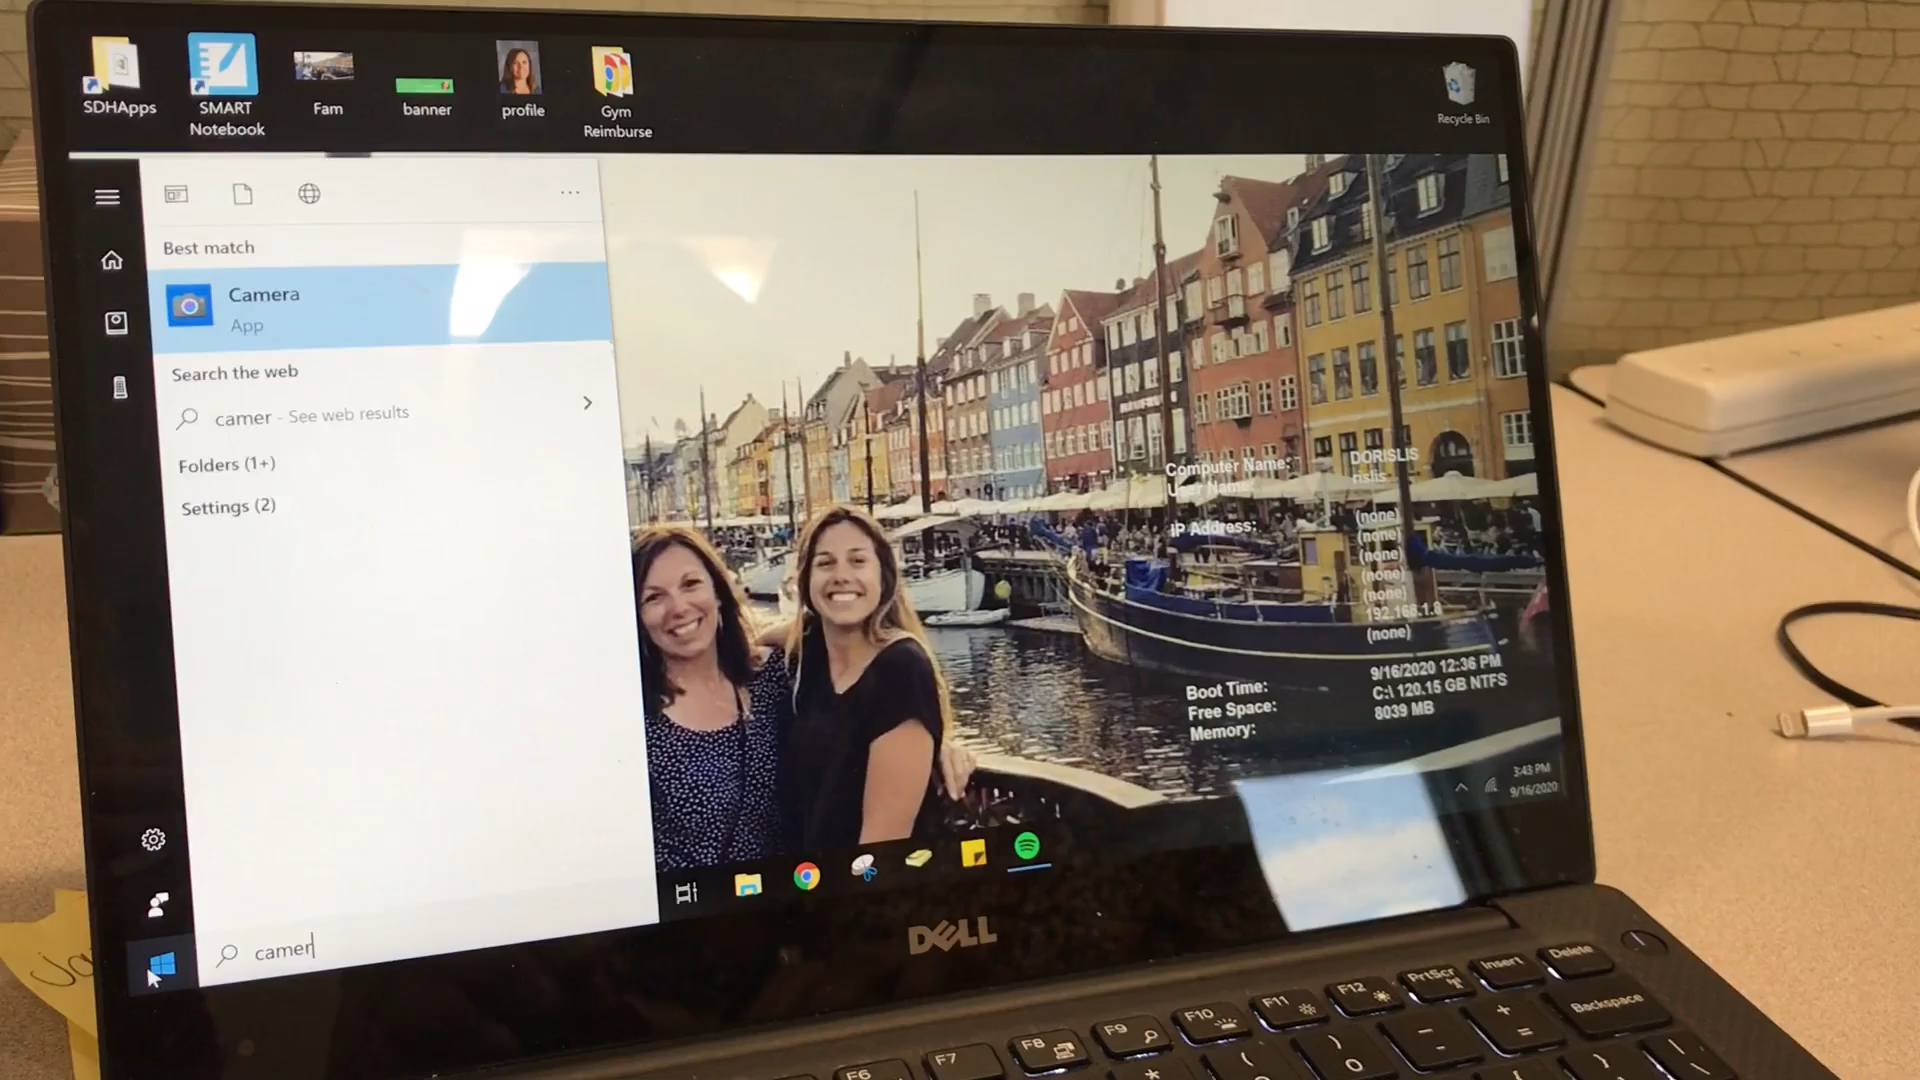 SDHApps
SMART
Notebook
Fam
banner
profile
Gym
Reimburse
Recycle Bin
Best match
Camera
App
Search the web
camer - See web results
Folders (1+)
Settings (2)
camer
Computer Name: DORISLIS
User Name: rislis
IP Address: (none)
(none)
(none)
(none)
(none)
192.168.1.8
(none)
Boot Time: 9/16/2020 12:36 PM
Free Space: C:\ 120.15 GB NTFS
Memory: 8039 MB
3:43 PM
9/16/2020
DELL
F6
F7
F8
F9
F10
F11
F12
PrtScr
Insert
Delete
Backspace